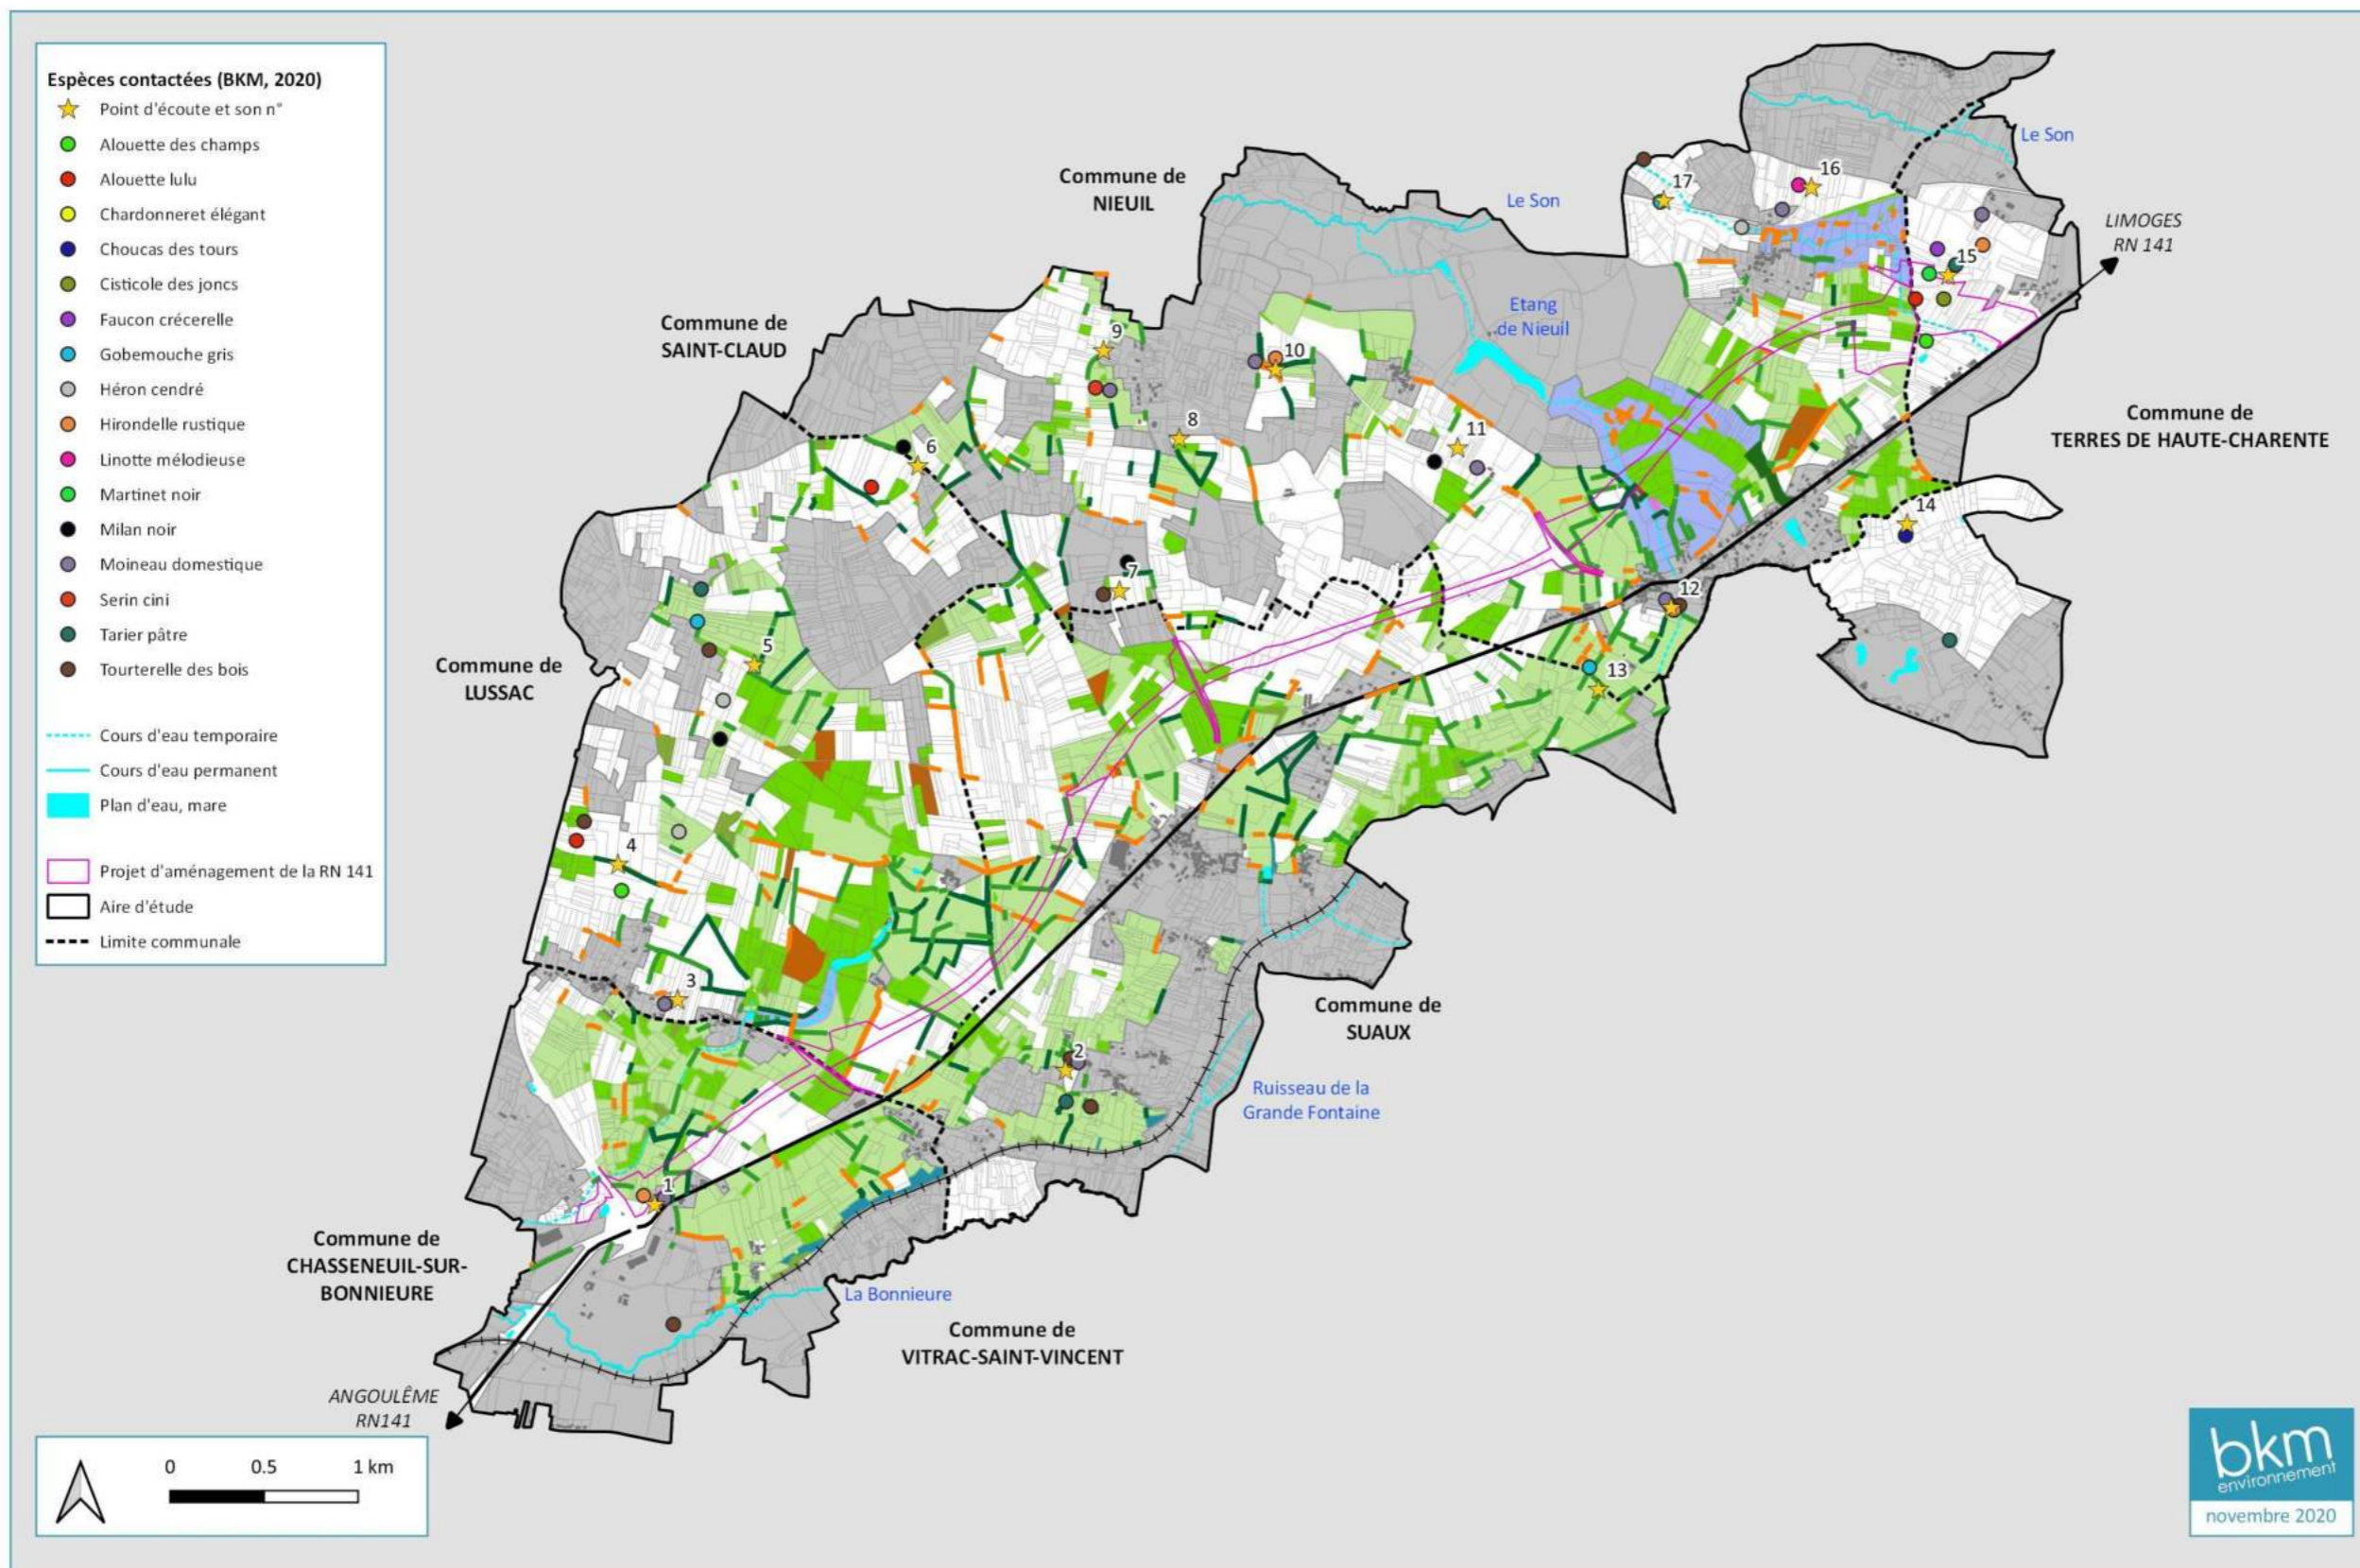 Espèces contactées (BKM, 2020)
Point d'écoute et son n°
Alouette des champs
Alouette lulu
Chardonneret élégant
Choucas des tours
Cisticole des joncs
Faucon crécerelle
Gobemouche gris
Héron cendré
Hirondelle rustique
Linotte mélodieuse
Martinet noir
Milan noir
Moineau domestique
Serin cini
Tarier pâtre
Tourterelle des bois
Cours d'eau temporaire
Cours d'eau permanent
Plan d'eau, mare
Projet d'aménagement de la RN 141
Aire d'étude
Limite communale
Le Son
Commune de
NIEUIL
Le Son
17
16
LIMOGES
RN 141
15
Etang
de Nieuil
Commune de
SAINT-CLAUD
9
10
8
11
6
Commune de
TERRES DE HAUTE-CHARENTE
14
7
12
5
13
Commune de
LUSSAC
4
3
Commune de
SUAUX
2
Ruisseau de la
Grande Fontaine
1
Commune de
CHASSENEUIL-SUR-
BONNIEURE
La Bonnieure
Commune de
VITRAC-SAINT-VINCENT
ANGOULÊME
RN141
0 0.5 1 km
bkm
environnement
novembre 2020